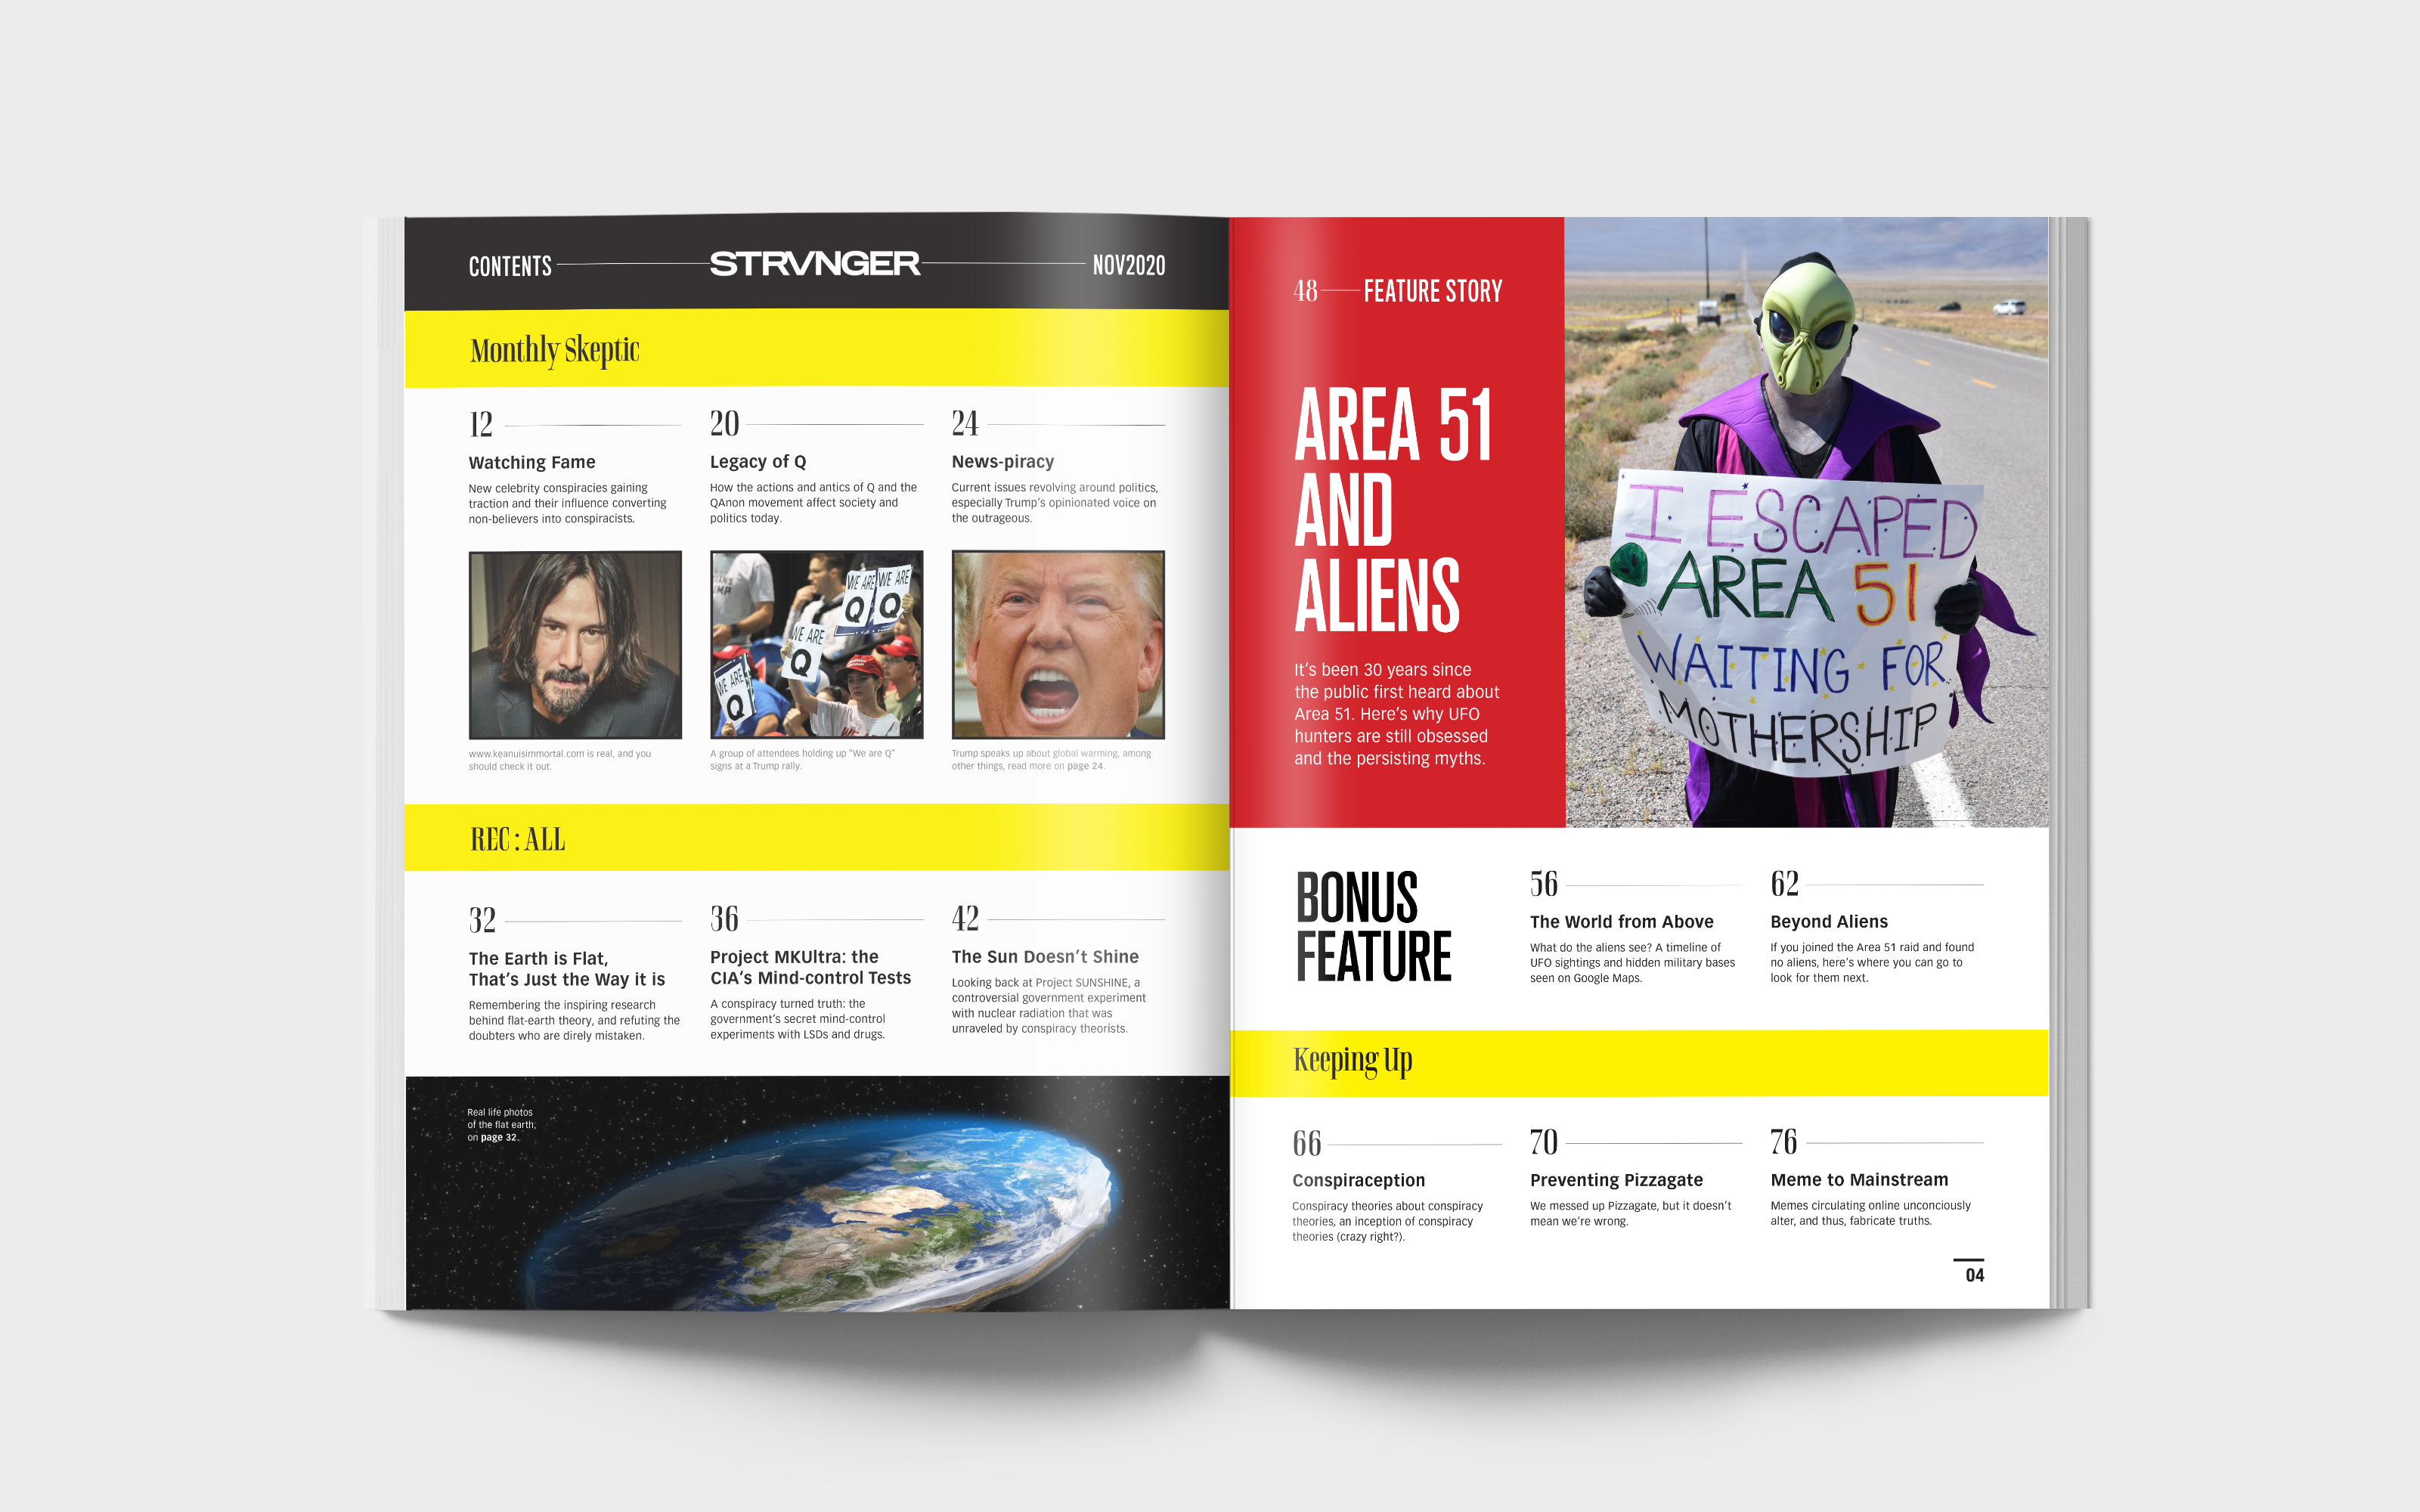 CONTENTS STRVNGER NOV2020
Monthly Skeptic
12
Watching Fame
New celebrity conspiracies gaining
traction and their influence converting
non-believers into conspiracists.
20
Legacy of Q
How the actions and antics of Q and the
QAnon movement affect society and
politics today.
24
News-piracy
Current issues revolving around politics,
especially Trump's opinionated voice on
the outrageous.
WE ARE
Q
WE ARE
Q
WE ARE
Q
WE ARE
Q
www.keanuisimmortal.com is real, and you
should check it out.
A group of attendees holding up "We are Q"
signs at a Trump rally.
Trump speaks up about global warming, among
other things, read more on page 24.
REC : ALL
32
The Earth is Flat,
That's Just the Way it is
Remembering the inspiring research
behind flat-earth theory, and refuting the
doubters who are direly mistaken.
36
Project MKUltra: the
CIA's Mind-control Tests
A conspiracy turned truth: the
government's secret mind-control
experiments with LSDs and drugs.
42
The Sun Doesn't Shine
Looking back at Project SUNSHINE, a
controversial government experiment
with nuclear radiation that was
unraveled by conspiracy theorists.
Real life photos
of the flat earth,
on page 32.
48 FEATURE STORY
AREA 51
AND
ALIENS
It's been 30 years since
the public first heard about
Area 51. Here's why UFO
hunters are still obsessed
and the persisting myths.
I ESCAPED
AREA 51
WAITING FOR
MOTHERSHIP
BONUS
FEATURE
56
The World from Above
What do the aliens see? A timeline of
UFO sightings and hidden military bases
seen on Google Maps.
62
Beyond Aliens
If you joined the Area 51 raid and found
no aliens, here's where you can go to
look for them next.
Keeping Up
66
Conspiraception
Conspiracy theories about conspiracy
theories, an inception of conspiracy
theories (crazy right?).
70
Preventing Pizzagate
We messed up Pizzagate, but it doesn't
mean we're wrong.
76
Meme to Mainstream
Memes circulating online unconciously
alter, and thus, fabricate truths.
04